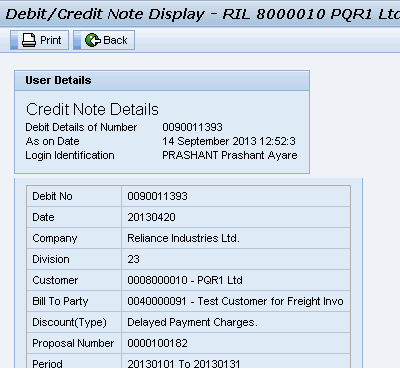 Debit/Credit Note Display - RIL 8000010 PQR1 Ltd
Print Back
User Details
Credit Note Details
Debit Details of Number 0090011393
As on Date 14 September 2013 12:52:3
Login Identification PRASHANT Prashant Ayare
Debit No 0090011393
Date 20130420
Company Reliance Industries Ltd.
Division 23
Customer 0008000010 - PQR1 Ltd
Bill To Party 0040000091 - Test Customer for Freight Invo
Discount(Type) Delayed Payment Charges.
Proposal Number 0000100182
Period 20130101 To 20130131